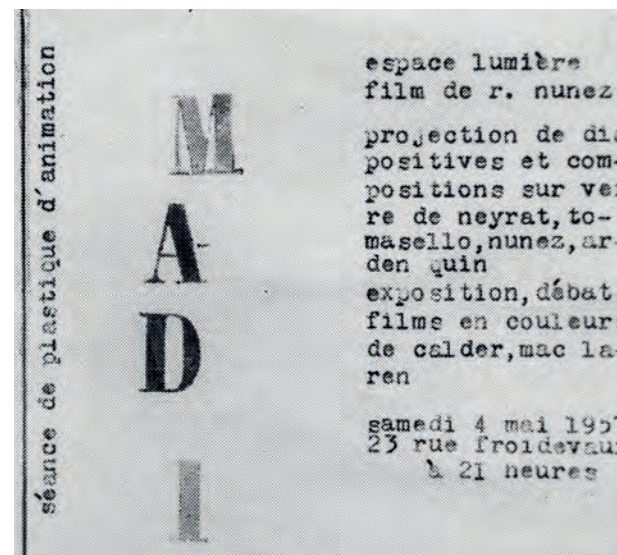 séance de plastique d'animation
M
A
D
I
espace lumière
film de r. nunez
projection de dia
positives et com-
positions sur ver
re de neyrat,to-
masello,nunez,ar-
den quin
exposition,débat
films en couleur
de calder,mac la-
ren
samedi 4 mai 1957
23 rue froidevaux
à 21 heures